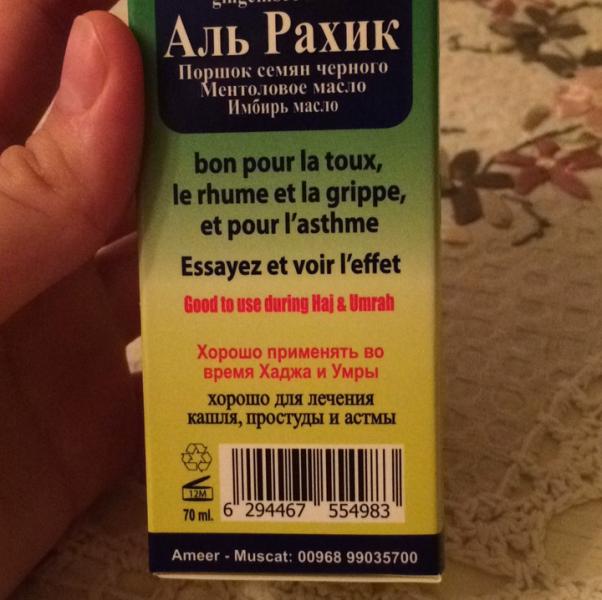 Аль Рахик
Поршок семян черного
Ментоловое масло
Имбирь масло
bon pour la toux,
le rhume et la grippe,
et pour l'asthme
Essayez et voir l'effet
Good to use during Haj & Umrah
Хорошо применять во
время Хаджа и Умры
хорошо для лечения
кашля, простуды и астмы
12M
70 ml.
6 294467 554983
Ameer - Muscat: 00968 99035700